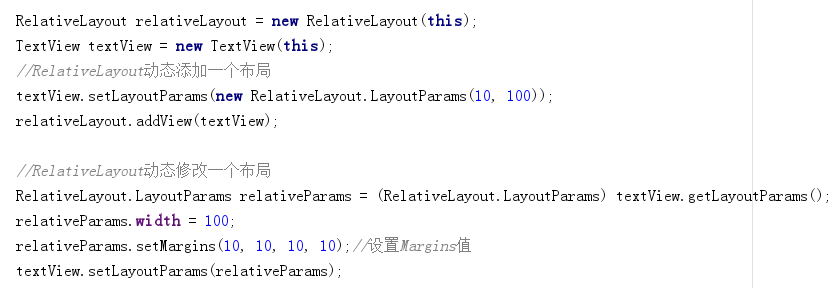 RelativeLayout relativeLayout = new RelativeLayout(this);
TextView textView = new TextView(this);
//RelativeLayout动态添加一个布局
textView.setLayoutParams(new RelativeLayout.LayoutParams(10, 100));
relativeLayout.addView(textView);
//RelativeLayout动态修改一个布局
RelativeLayout.LayoutParams relativeParams = (RelativeLayout.LayoutParams) textView.getLayoutParams();
relativeParams.width = 100;
relativeParams.setMargins(10, 10, 10, 10);//设置Margins值
textView.setLayoutParams(relativeParams);